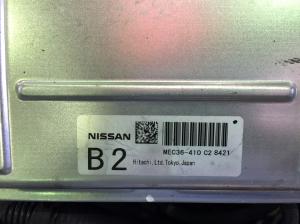 NISSAN
MEC36-410 C2 8421
B2
Hitachi,Ltd.Tokyo,Japan